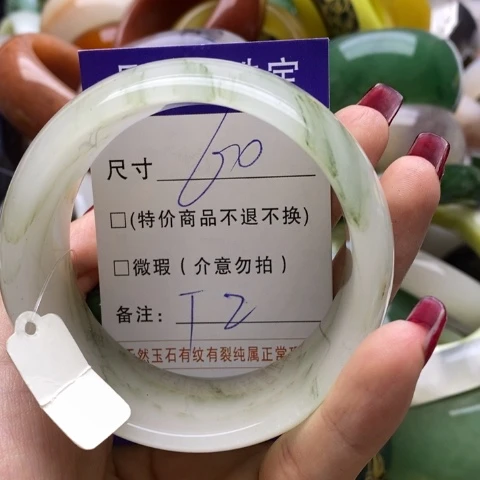 尺寸 60
□(特价商品不退不换)
□微瑕(介意勿拍)
备注: T2
然玉石有纹有裂纯属正常